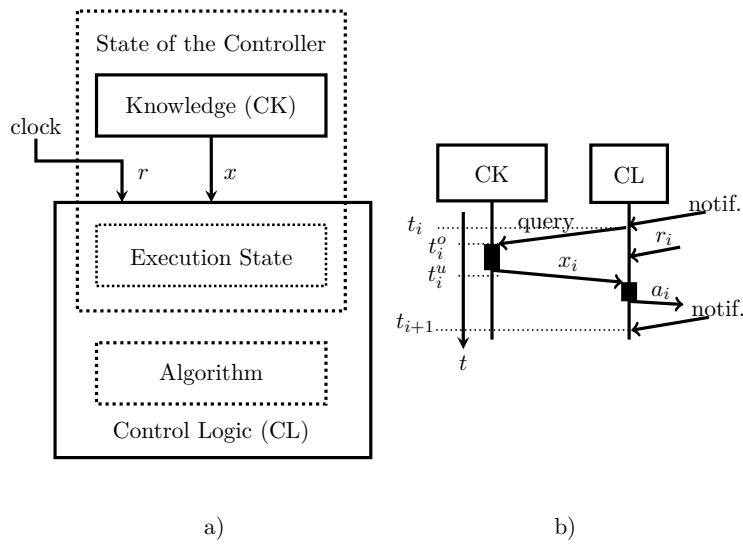 State of the Controller
Knowledge (CK)
clock
r
x
Execution State
Algorithm
Control Logic (CL)
a)
CK
CL
notif.
t_i
query
t_i^o
r_i
x_i
t_i^u
a_i
notif.
t_{i+1}
t
b)